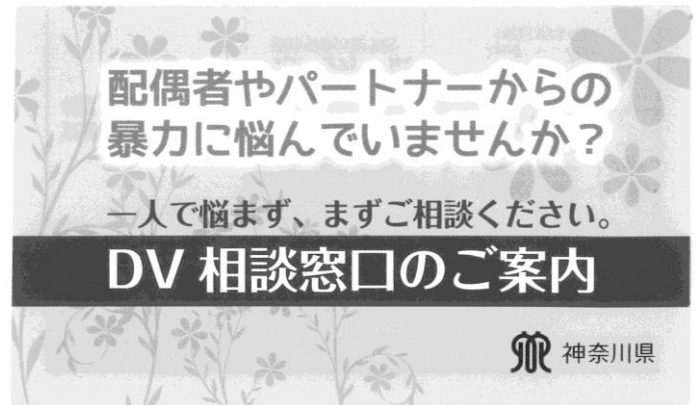 配偶者やパートナーからの
暴力に悩んでいませんか？
一人で悩まず、まずご相談ください。
DV 相談窓口のご案内
神奈川県